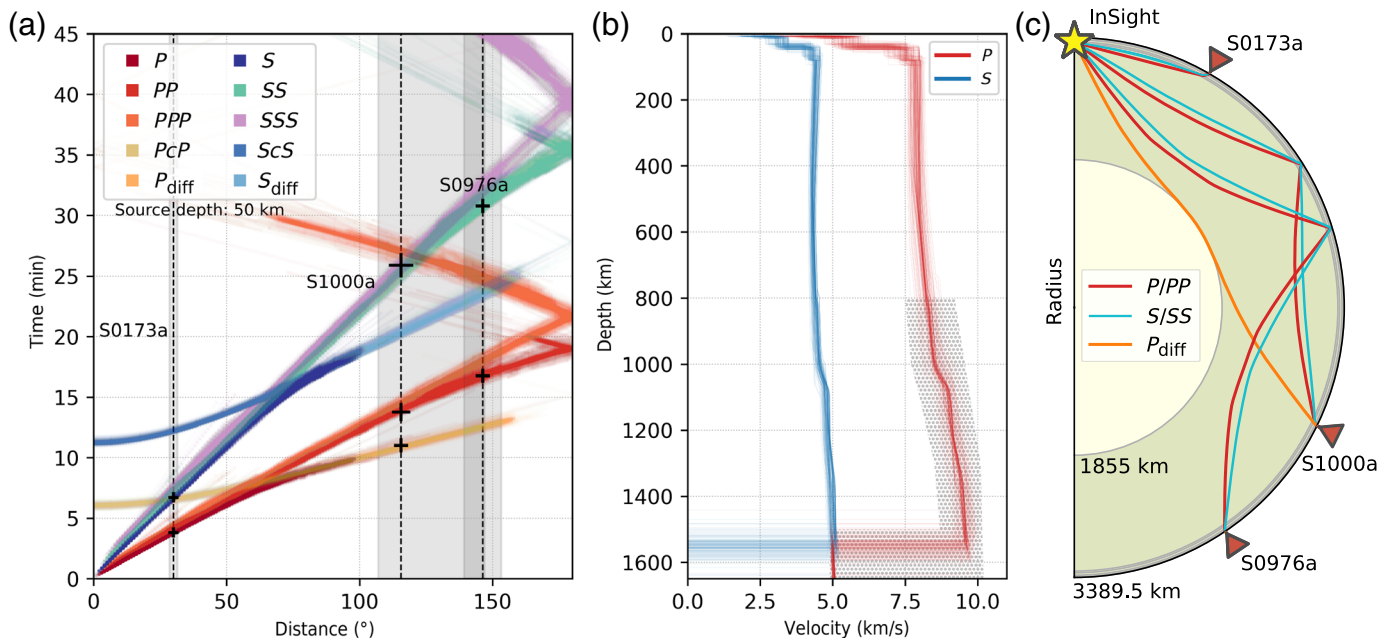 (a)
45
40
35
30
25
20
15
10
5
0
Time (min)
P
PP
PPP
PcP
Pdiff
S
SS
SSS
ScS
Sdiff
Source depth: 50 km
S0976a
S1000a
S0173a
0
50
100
150
Distance (°)
(b)
0
200
400
600
800
1000
1200
1400
1600
Depth (km)
P
S
0.0
2.5
5.0
7.5
10.0
Velocity (km/s)
(c)
InSight
S0173a
Radius
P/PP
S/SS
Pdiff
1855 km
S1000a
S0976a
3389.5 km